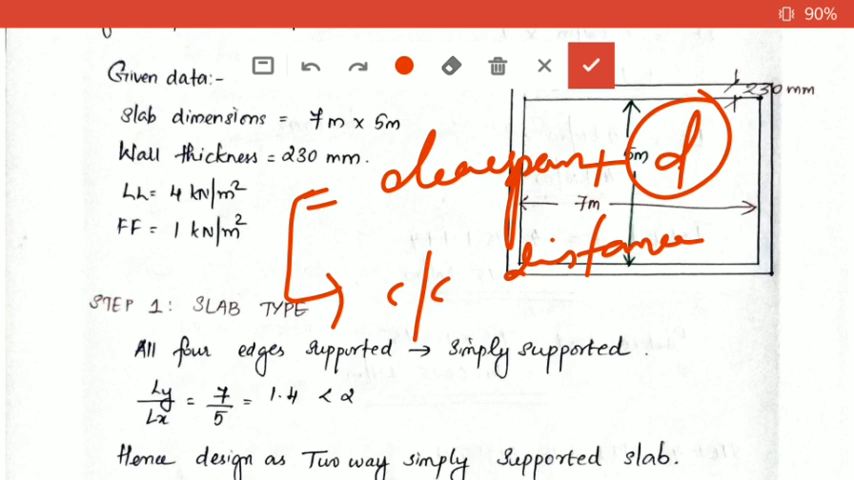 90%
Given data:-
Slab dimensions = 7m x 5m
Wall thickness = 230 mm.
LL = 4 kN/m²
FF = 1 kN/m²
230 mm
5m
7m
= clearspan + d
c/c distance
STEP 1: SLAB TYPE
All four edges supported → simply supported.
Ly/Lx = 7/5 = 1.4 < 2
Hence design as Two way simply supported slab.